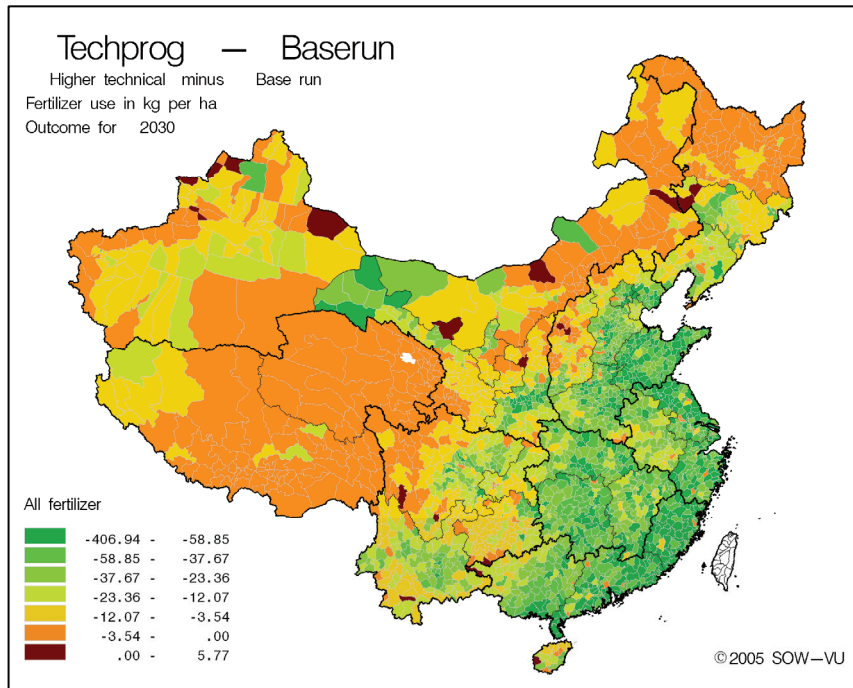 Techprog — Baserun
Higher technical minus Base run
Fertilizer use in kg per ha
Outcome for 2030
All fertilizer
-406.94 - -58.85
-58.85 - -37.67
-37.67 - -23.36
-23.36 - -12.07
-12.07 - -3.54
-3.54 - .00
.00 - 5.77
©2005 SOW—VU